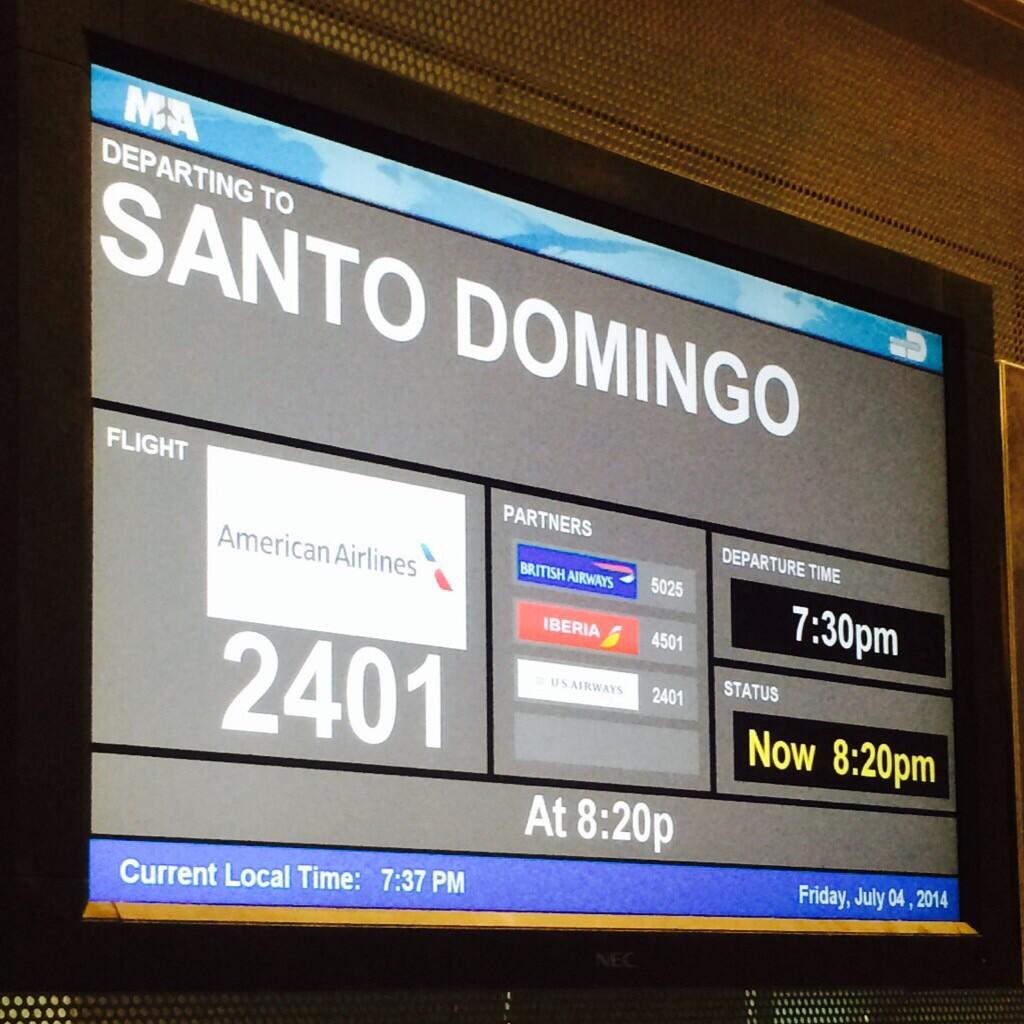 MIA
DEPARTING TO
SANTO DOMINGO
FLIGHT
American Airlines
2401
PARTNERS
BRITISH AIRWAYS 5025
IBERIA 4501
US AIRWAYS 2401
DEPARTURE TIME
7:30pm
STATUS
Now 8:20pm
At 8:20p
Current Local Time: 7:37 PM
Friday, July 04 , 2014
NEC